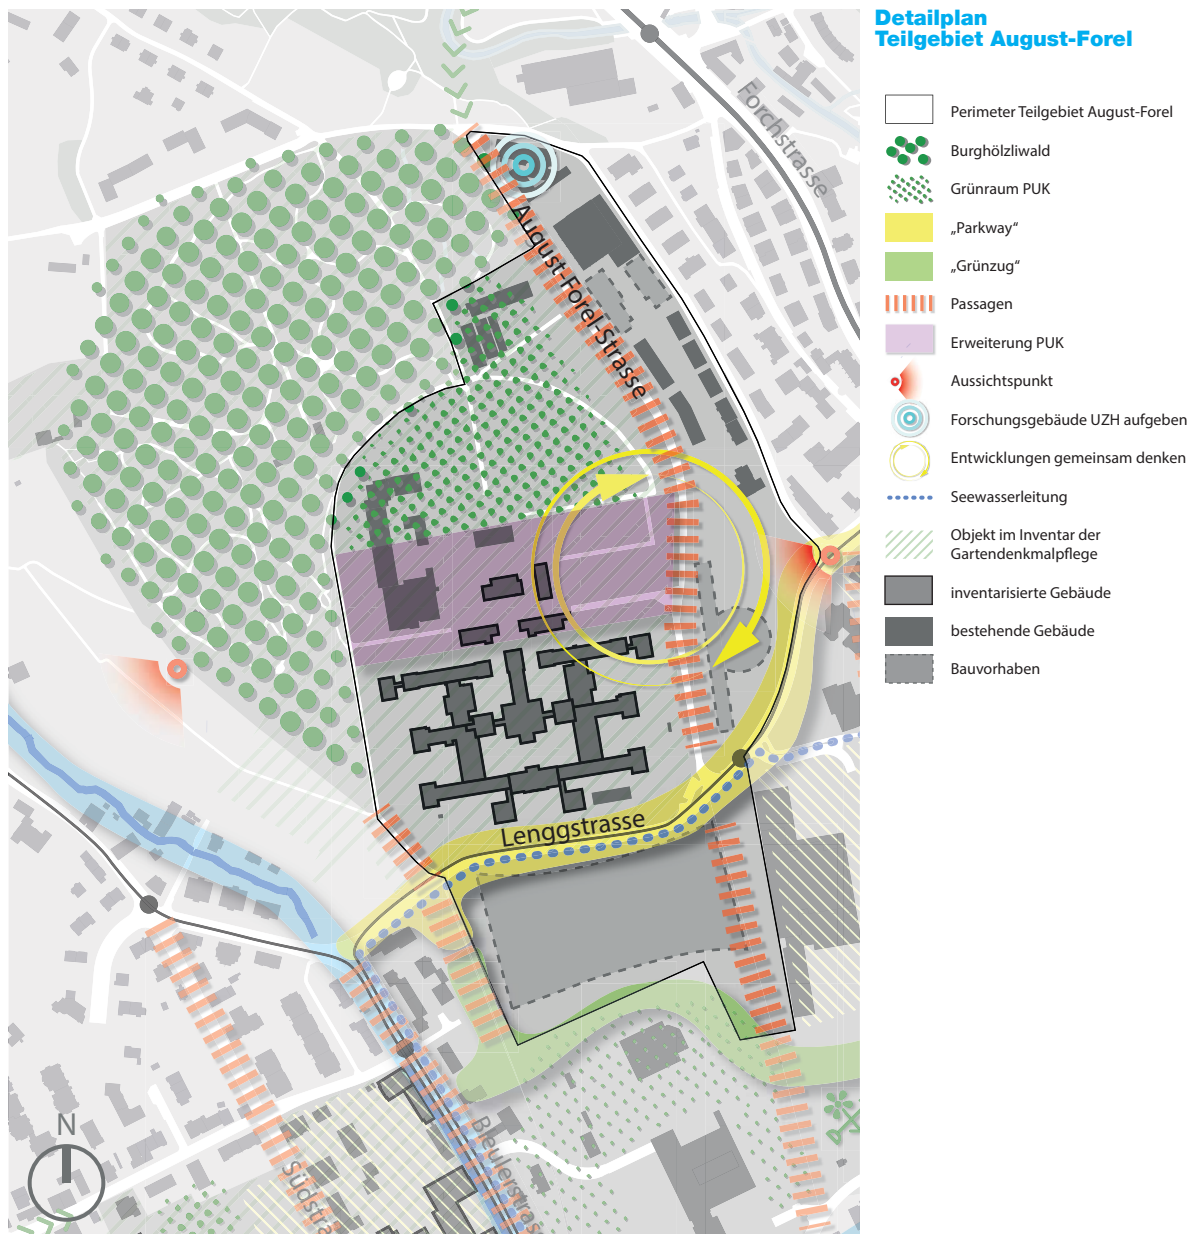 Detailplan
Teilgebiet August-Forel
Perimeter Teilgebiet August-Forel
Burghölzliwald
Grünraum PUK
„Parkway“
„Grünzug“
Passagen
Erweiterung PUK
Aussichtspunkt
Forschungsgebäude UZH aufgeben
Entwicklungen gemeinsam denken
Seewasserleitung
Objekt im Inventar der
Gartendenkmalpflege
inventarisierte Gebäude
bestehende Gebäude
Bauvorhaben
Forchstrasse
August-Forel-Strasse
Lenggstrasse
Bleulerstrass
Südstra
N